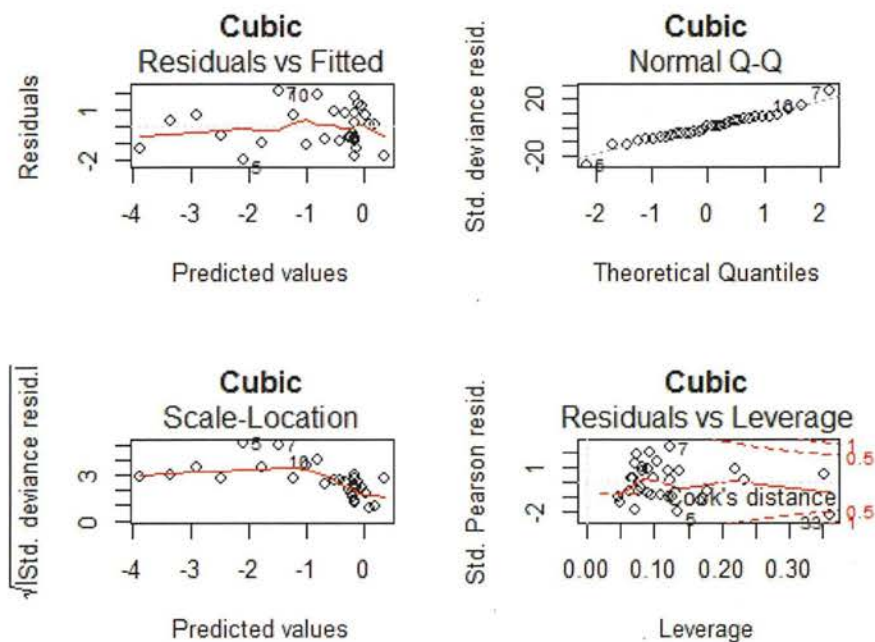 Cubic
Residuals vs Fitted
Residuals
1
-2
7
10
5
-4 -3 -2 -1 0
Predicted values
Cubic
Normal Q-Q
Std. deviance resid.
20
-20
7
5
-2 -1 0 1 2
Theoretical Quantiles
Cubic
Scale-Location
√|Std. deviance resid.|
3
0
5 7
10
-4 -3 -2 -1 0
Predicted values
Cubic
Residuals vs Leverage
Std. Pearson resid.
1
-2
7
5
33
Cook's distance
1
0.5
0.5
1
0.00 0.10 0.20 0.30
Leverage